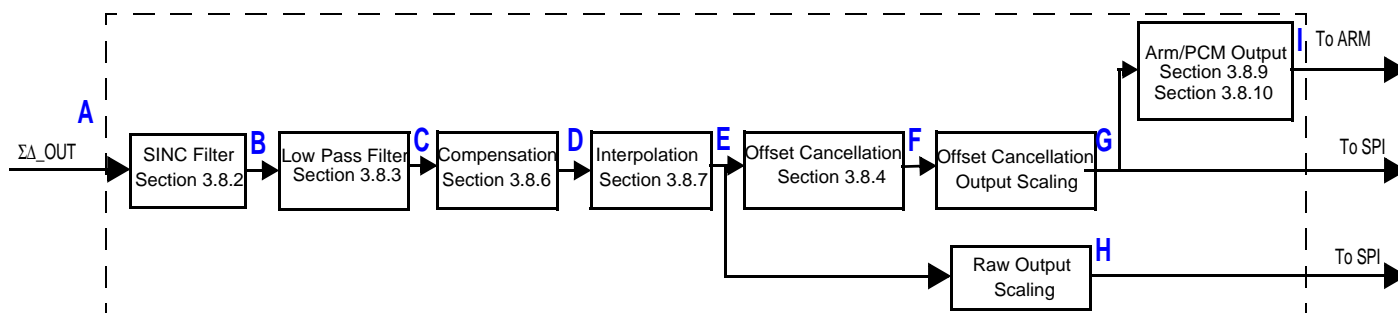 I
To ARM
Arm/PCM Output
Section 3.8.9
Section 3.8.10
A
ΣΔ_OUT
SINC Filter
Section 3.8.2
B
Low Pass Filter
Section 3.8.3
C
Compensation
Section 3.8.6
D
Interpolation
Section 3.8.7
E
Offset Cancellation
Section 3.8.4
F
Offset Cancellation
Output Scaling
G
To SPI
Raw Output
Scaling
H
To SPI